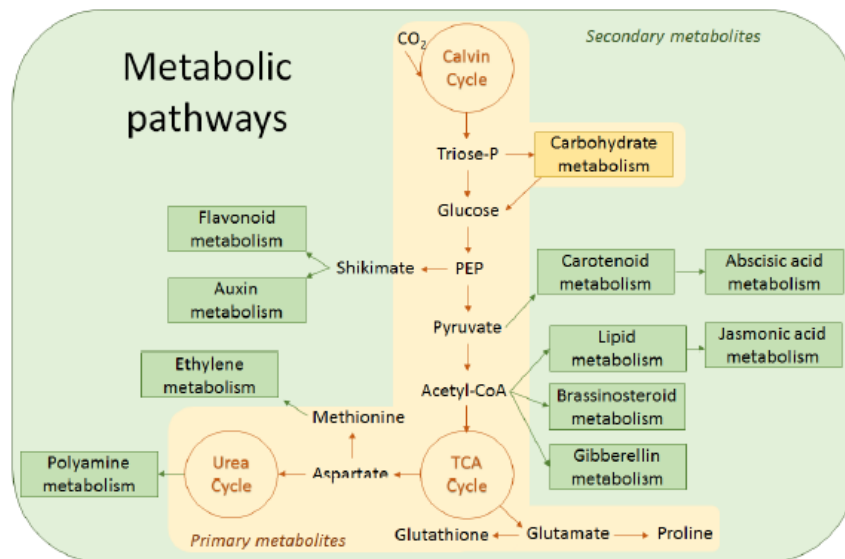 Metabolic
pathways
Secondary metabolites
CO2
Calvin
Cycle
Triose-P
Carbohydrate
metabolism
Glucose
Flavonoid
metabolism
Shikimate
PEP
Auxin
metabolism
Carotenoid
metabolism
Abscisic acid
metabolism
Pyruvate
Lipid
metabolism
Jasmonic acid
metabolism
Ethylene
metabolism
Acetyl-CoA
Brassinosteroid
metabolism
Methionine
Gibberellin
metabolism
Polyamine
metabolism
Urea
Cycle
Aspartate
TCA
Cycle
Primary metabolites
Glutathione
Glutamate
Proline